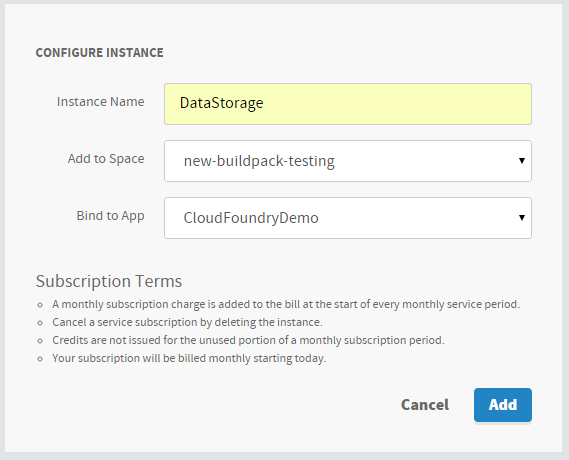 CONFIGURE INSTANCE
Instance Name DataStorage
Add to Space new-buildpack-testing
Bind to App CloudFoundryDemo
Subscription Terms
A monthly subscription charge is added to the bill at the start of every monthly service period.
Cancel a service subscription by deleting the instance.
Credits are not issued for the unused portion of a monthly subscription period.
Your subscription will be billed monthly starting today.
Cancel Add